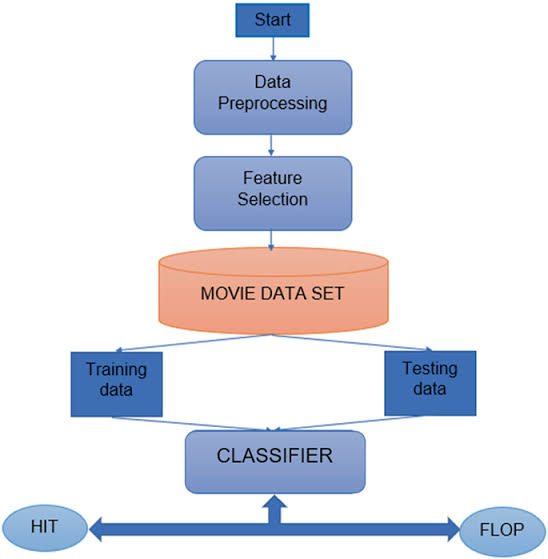 Start
Data
Preprocessing
Feature
Selection
MOVIE DATA SET
Training
data
Testing
data
CLASSIFIER
HIT
FLOP